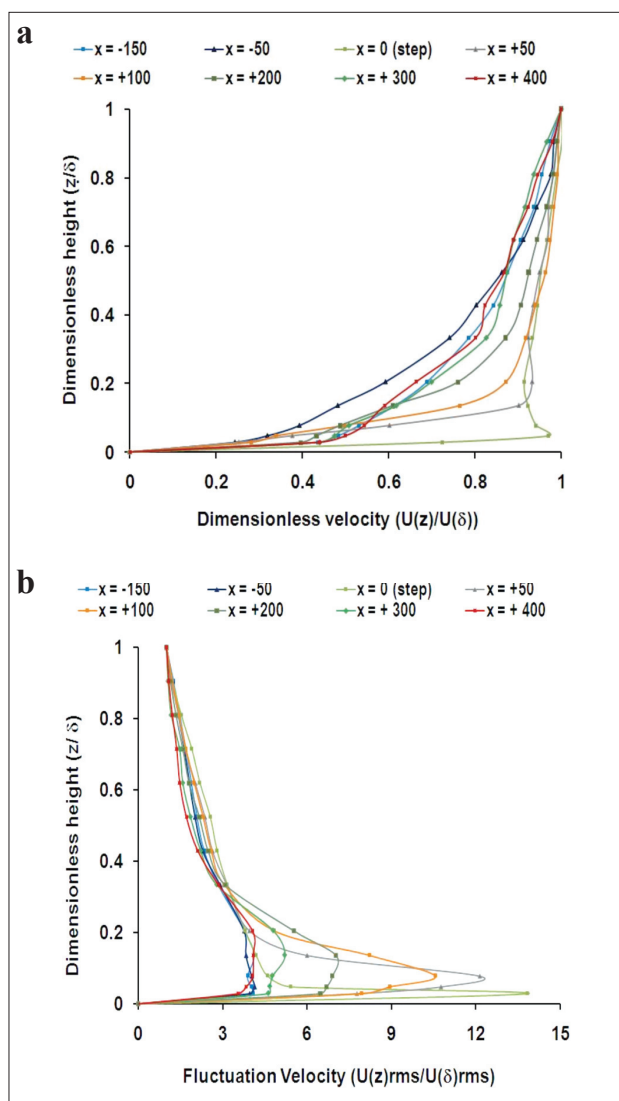 a
x = -150 x = -50 x = 0 (step) x = +50
x = +100 x = +200 x = + 300 x = + 400
1
0.8
0.6
0.4
0.2
0
0 0.2 0.4 0.6 0.8 1
Dimensionless height (z/δ)
Dimensionless velocity (U(z)/U(δ))
b
x = -150 x = -50 x = 0 (step) x = +50
x = +100 x = +200 x = + 300 x = + 400
1
0.8
0.6
0.4
0.2
0
0 3 6 9 12 15
Dimensionless height (z/ δ)
Fluctuation Velocity (U(z)rms/U(δ)rms)